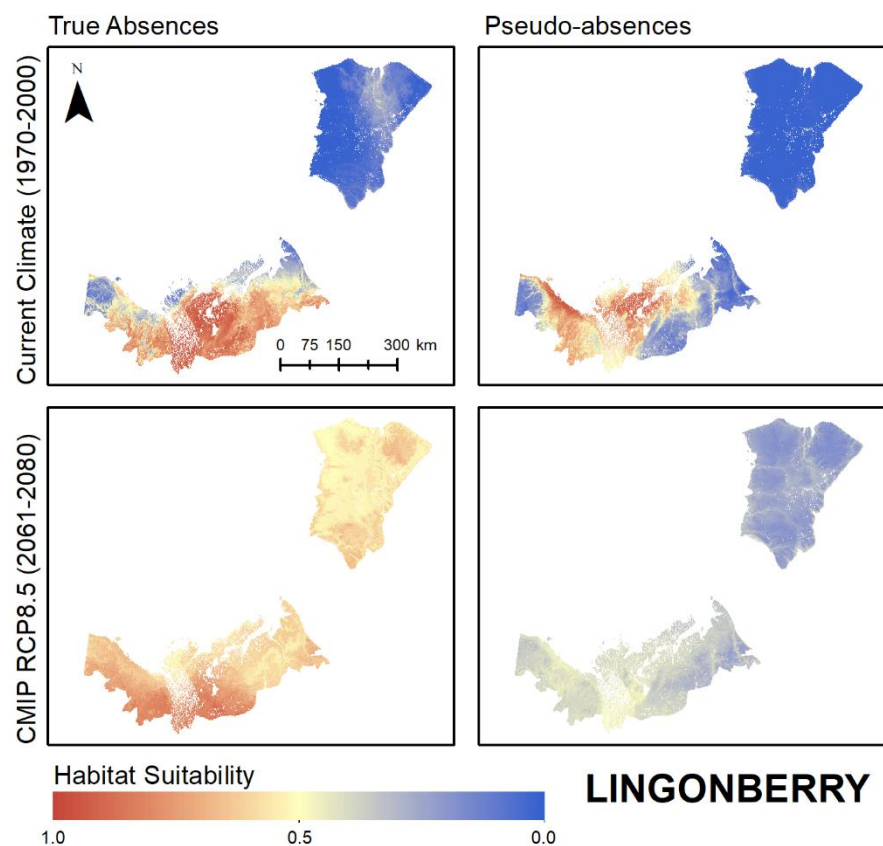 True Absences
Pseudo-absences
Current Climate (1970-2000)
N
0 75 150 300 km
CMIP RCP8.5 (2061-2080)
Habitat Suitability
LINGONBERRY
1.0 0.5 0.0